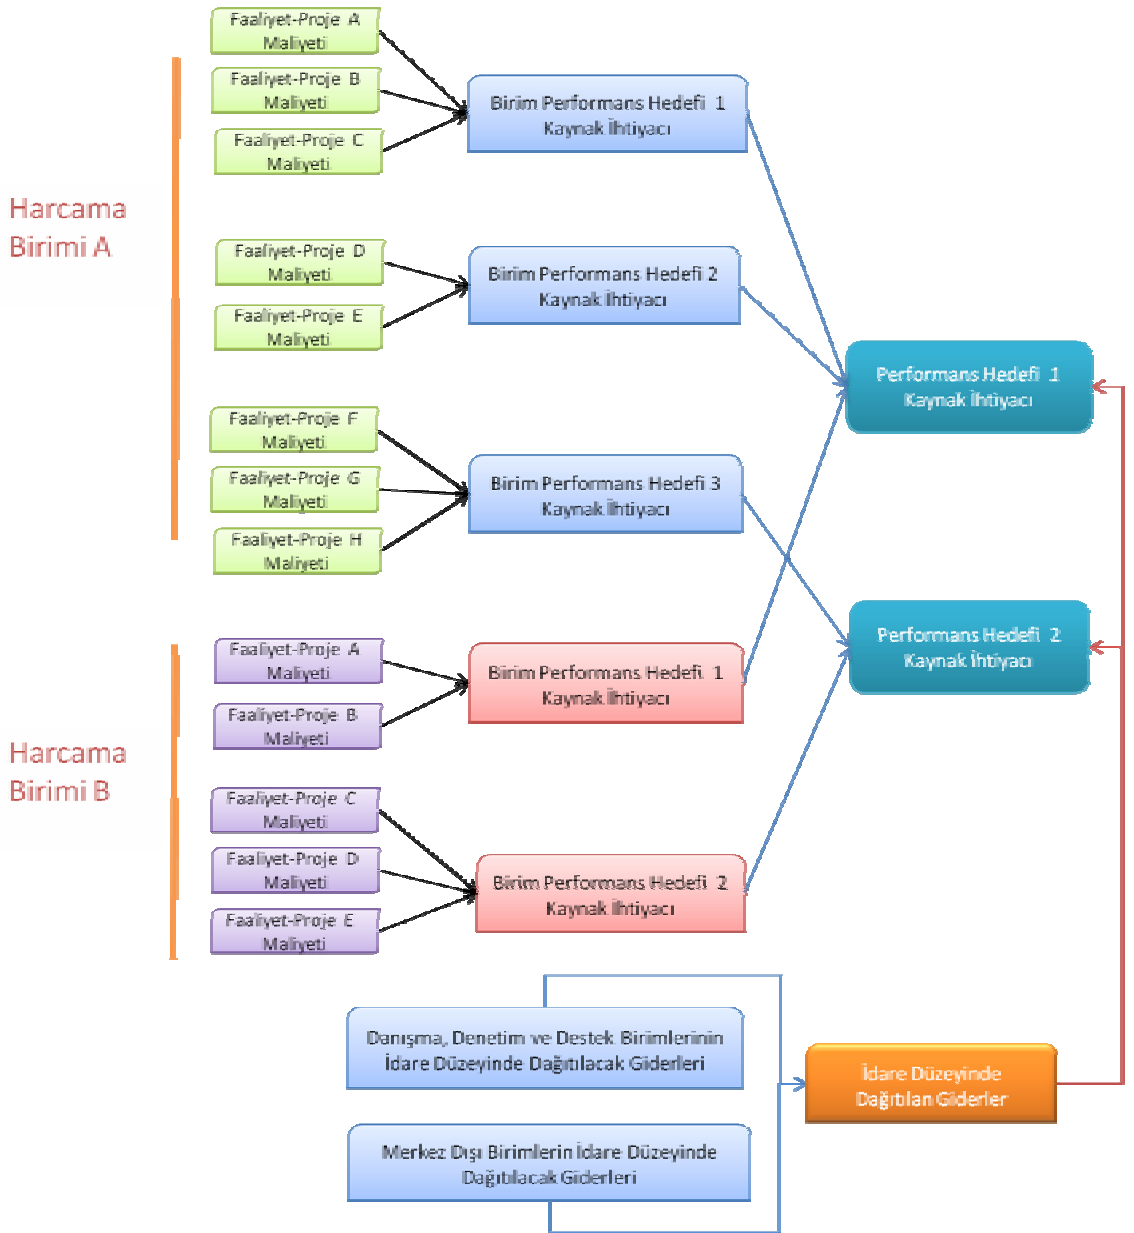 Faaliyet-Proje A
Maliyeti
Faaliyet-Proje B
Maliyeti
Faaliyet-Proje C
Maliyeti
Birim Performans Hedefi 1
Kaynak İhtiyacı
Harcama
Birimi A
Faaliyet-Proje D
Maliyeti
Faaliyet-Proje E
Maliyeti
Birim Performans Hedefi 2
Kaynak İhtiyacı
Performans Hedefi 1
Kaynak İhtiyacı
Faaliyet-Proje F
Maliyeti
Faaliyet-Proje G
Maliyeti
Faaliyet-Proje H
Maliyeti
Birim Performans Hedefi 3
Kaynak İhtiyacı
Performans Hedefi 2
Kaynak İhtiyacı
Faaliyet-Proje A
Maliyeti
Faaliyet-Proje B
Maliyeti
Birim Performans Hedefi 1
Kaynak İhtiyacı
Harcama
Birimi B
Faaliyet-Proje C
Maliyeti
Faaliyet-Proje D
Maliyeti
Faaliyet-Proje E
Maliyeti
Birim Performans Hedefi 2
Kaynak İhtiyacı
Danışma, Denetim ve Destek Birimlerinin
İdare Düzeyinde Dağıtılacak Giderleri
İdare Düzeyinde
Dağıtılan Giderler
Merkez Dışı Birimlerin İdare Düzeyinde
Dağıtılacak Giderleri